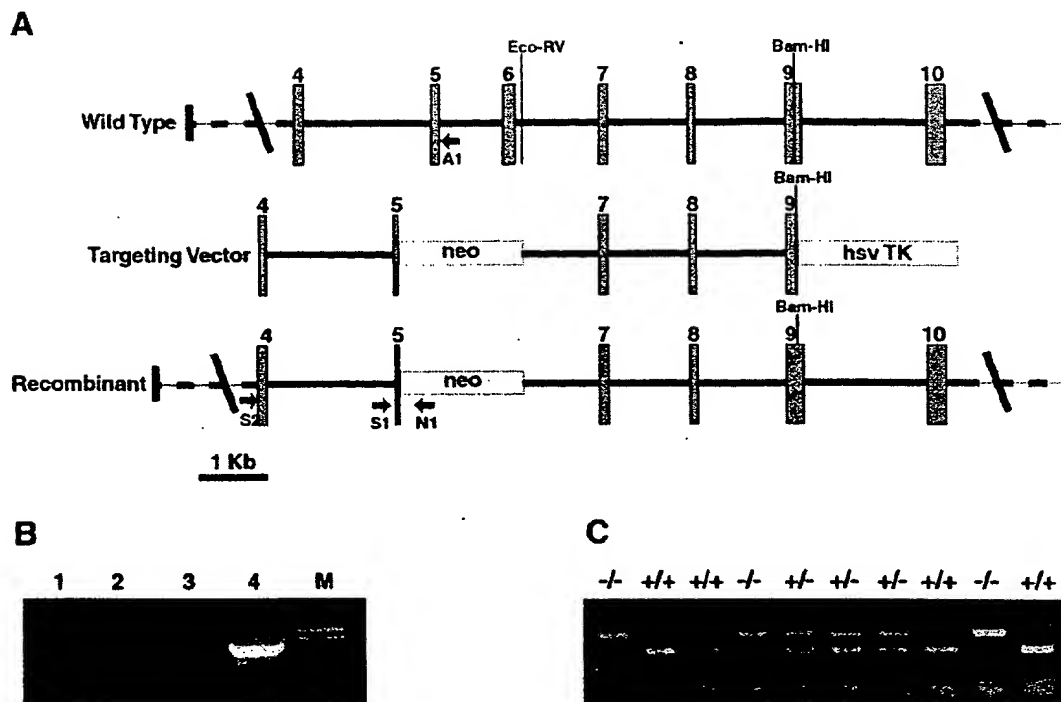 A
Eco-RV Bam-HI
4 5 6 7 8 9 10
Wild Type
A1
Bam-HI
4 5 7 8 9
Targeting Vector neo hsv TK
Bam-HI
4 5 7 8 9 10
Recombinant neo
S2 S1 N1
1 Kb
B
1 2 3 4 M
C
-/- +/+ +/+ -/- +/- +/- +/- +/+ -/- +/+